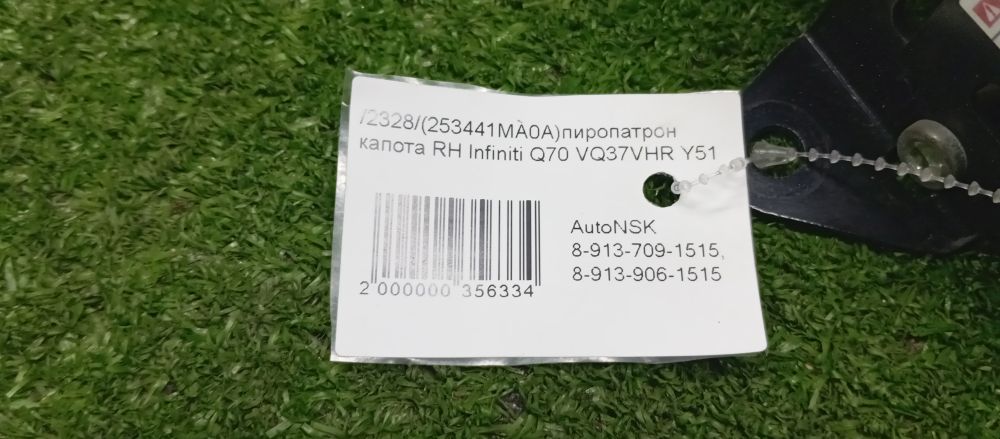 /2328/(253441MA0A)пиропатрон
капота RH Infiniti Q70 VQ37VHR Y51
AutoNSK
8-913-709-1515,
8-913-906-1515
2 000000 356334